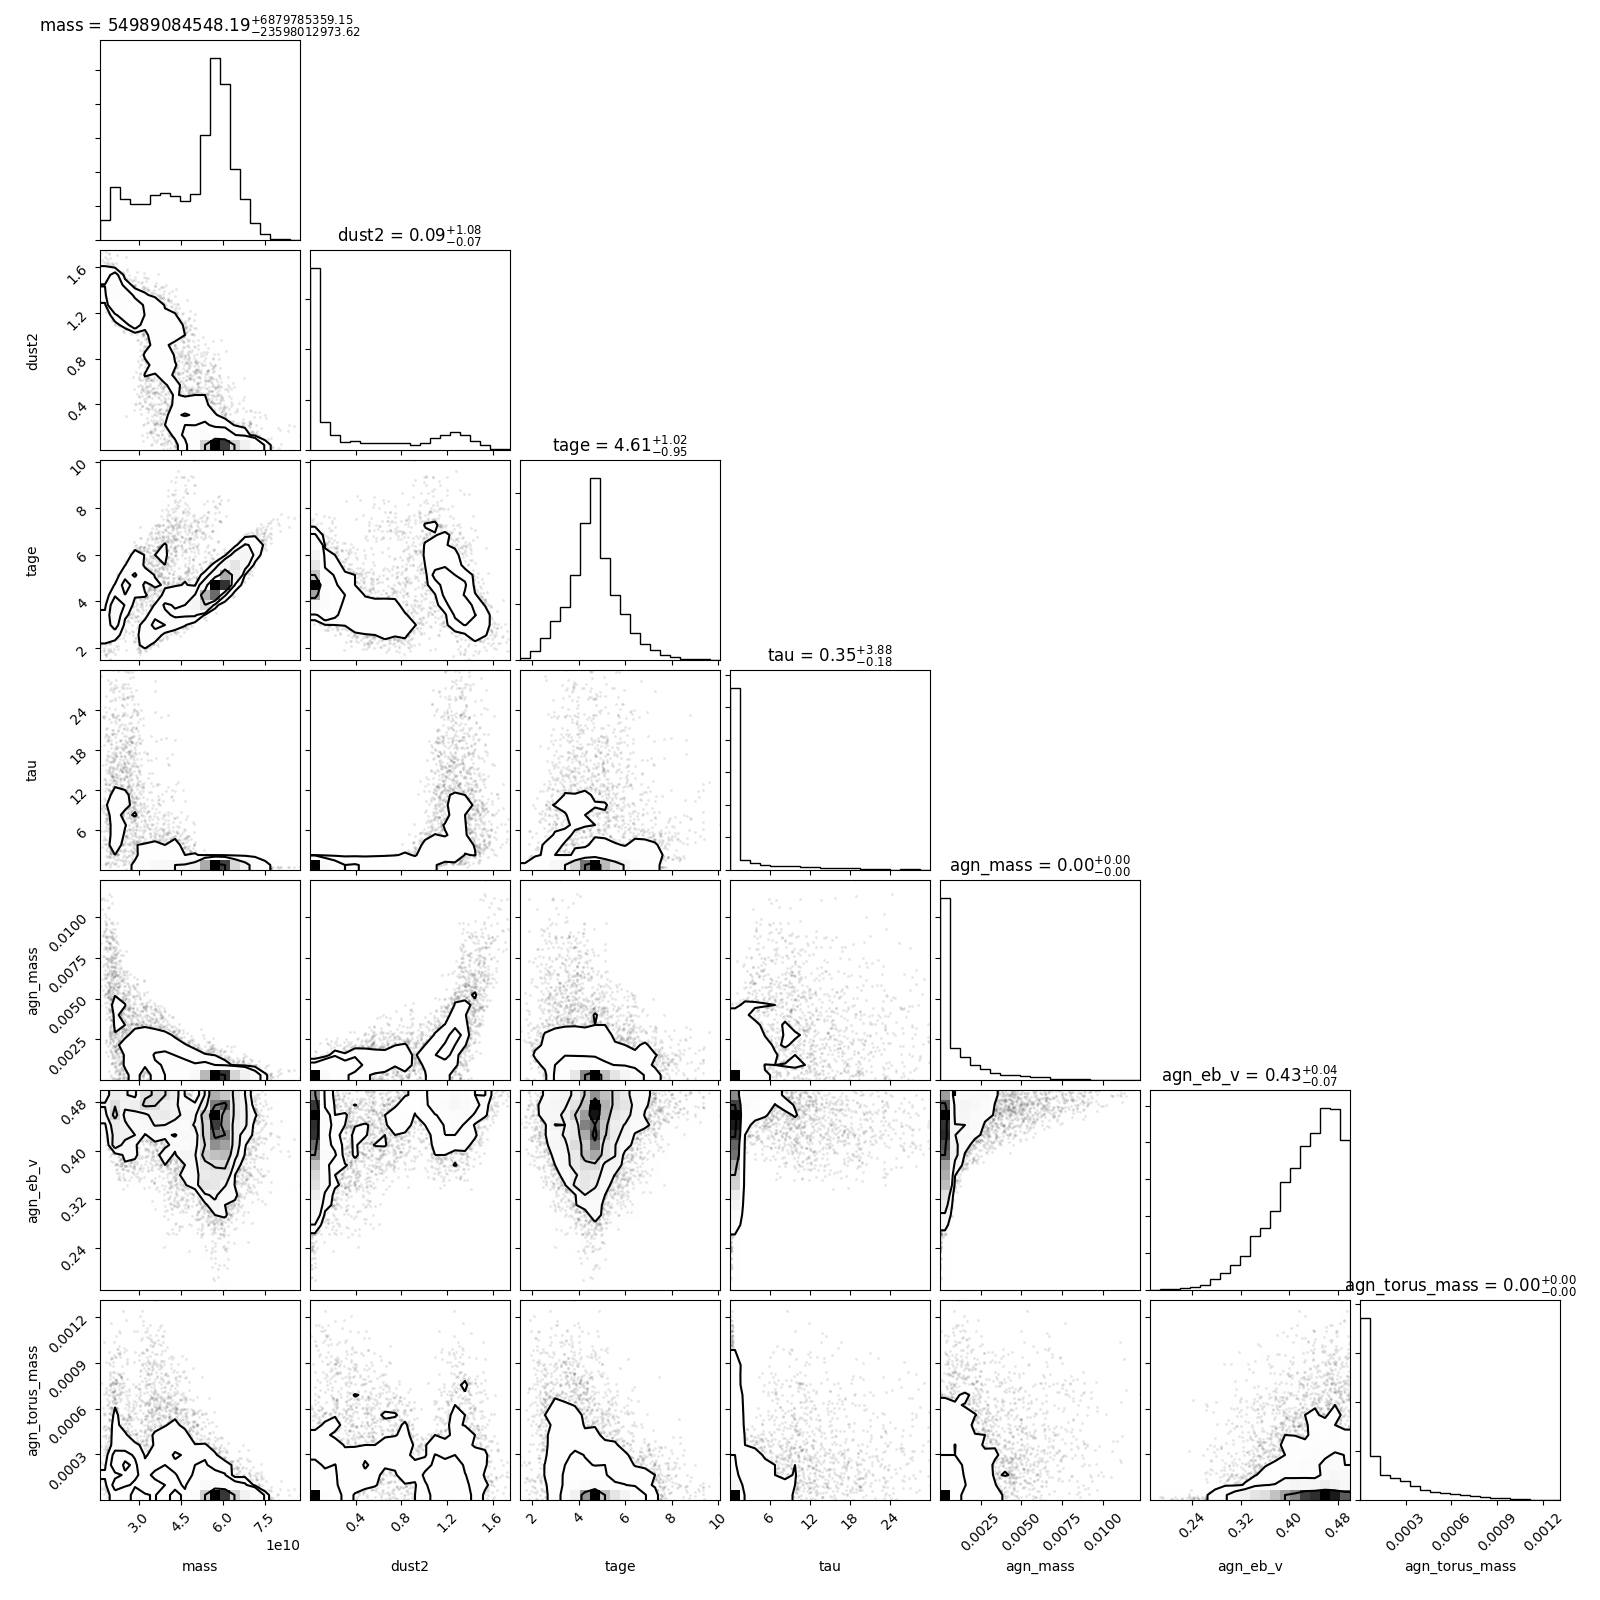 mass = 54989084548.19 +6879785359.15 −23598012973.62
dust2 = 0.09 +1.08 −0.07
1.6
1.2
0.8
0.4
dust2
tage = 4.61 +1.02 −0.95
10
8
6
4
2
tage
tau = 0.35 +3.88 −0.18
24
18
12
6
tau
agn_mass = 0.00 +0.00 −0.00
0.0100
0.0075
0.0050
0.0025
agn_mass
agn_eb_v = 0.43 +0.04 −0.07
0.48
0.40
0.32
0.24
agn_eb_v
agn_torus_mass = 0.00 +0.00 −0.00
0.0012
0.0009
0.0006
0.0003
agn_torus_mass
3.0 4.5 6.0 7.5 0.4 0.8 1.2 1.6 2 4 6 8 10 6 12 18 24 0.0025 0.0050 0.0075 0.0100 0.24 0.32 0.40 0.48 0.0003 0.0006 0.0009 0.0012
1e10
mass dust2 tage tau agn_mass agn_eb_v agn_torus_mass